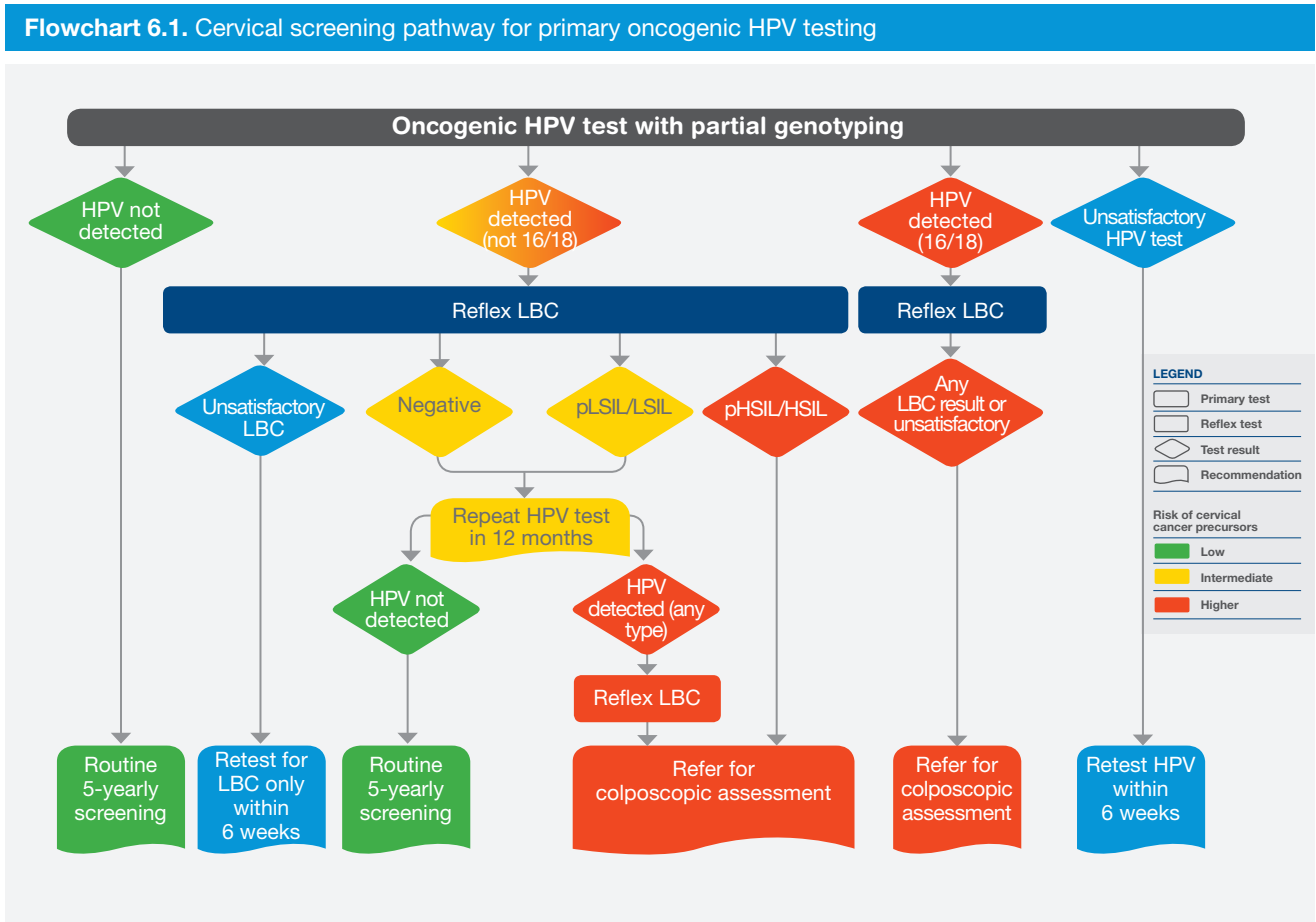 Flowchart 6.1. Cervical screening pathway for primary oncogenic HPV testing
Oncogenic HPV test with partial genotyping
HPV not
detected
HPV
detected
(not 16/18)
HPV
detected
(16/18)
Unsatisfactory
HPV test
Reflex LBC
Reflex LBC
Unsatisfactory
LBC
Negative
pLSIL/LSIL
pHSIL/HSIL
Any
LBC result or
unsatisfactory
Repeat HPV test
in 12 months
HPV not
detected
HPV
detected (any
type)
Reflex LBC
Routine
5-yearly
screening
Retest for
LBC only
within
6 weeks
Routine
5-yearly
screening
Refer for
colposcopic assessment
Refer for
colposcopic
assessment
Retest HPV
within
6 weeks
LEGEND
Primary test
Reflex test
Test result
Recommendation
Risk of cervical
cancer precursors
Low
Intermediate
Higher